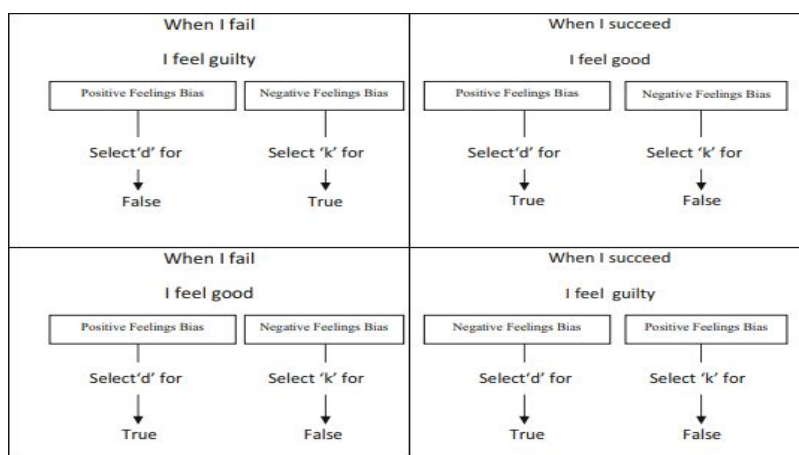 When I fail
I feel guilty
Positive Feelings Bias
Negative Feelings Bias
Select‘d’ for
Select ‘k’ for
False
True
When I succeed
I feel good
Positive Feelings Bias
Negative Feelings Bias
Select‘d’ for
Select ‘k’ for
True
False
When I fail
I feel good
Positive Feelings Bias
Negative Feelings Bias
Select‘d’ for
Select ‘k’ for
True
False
When I succeed
I feel guilty
Negative Feelings Bias
Positive Feelings Bias
Select‘d’ for
Select ‘k’ for
True
False